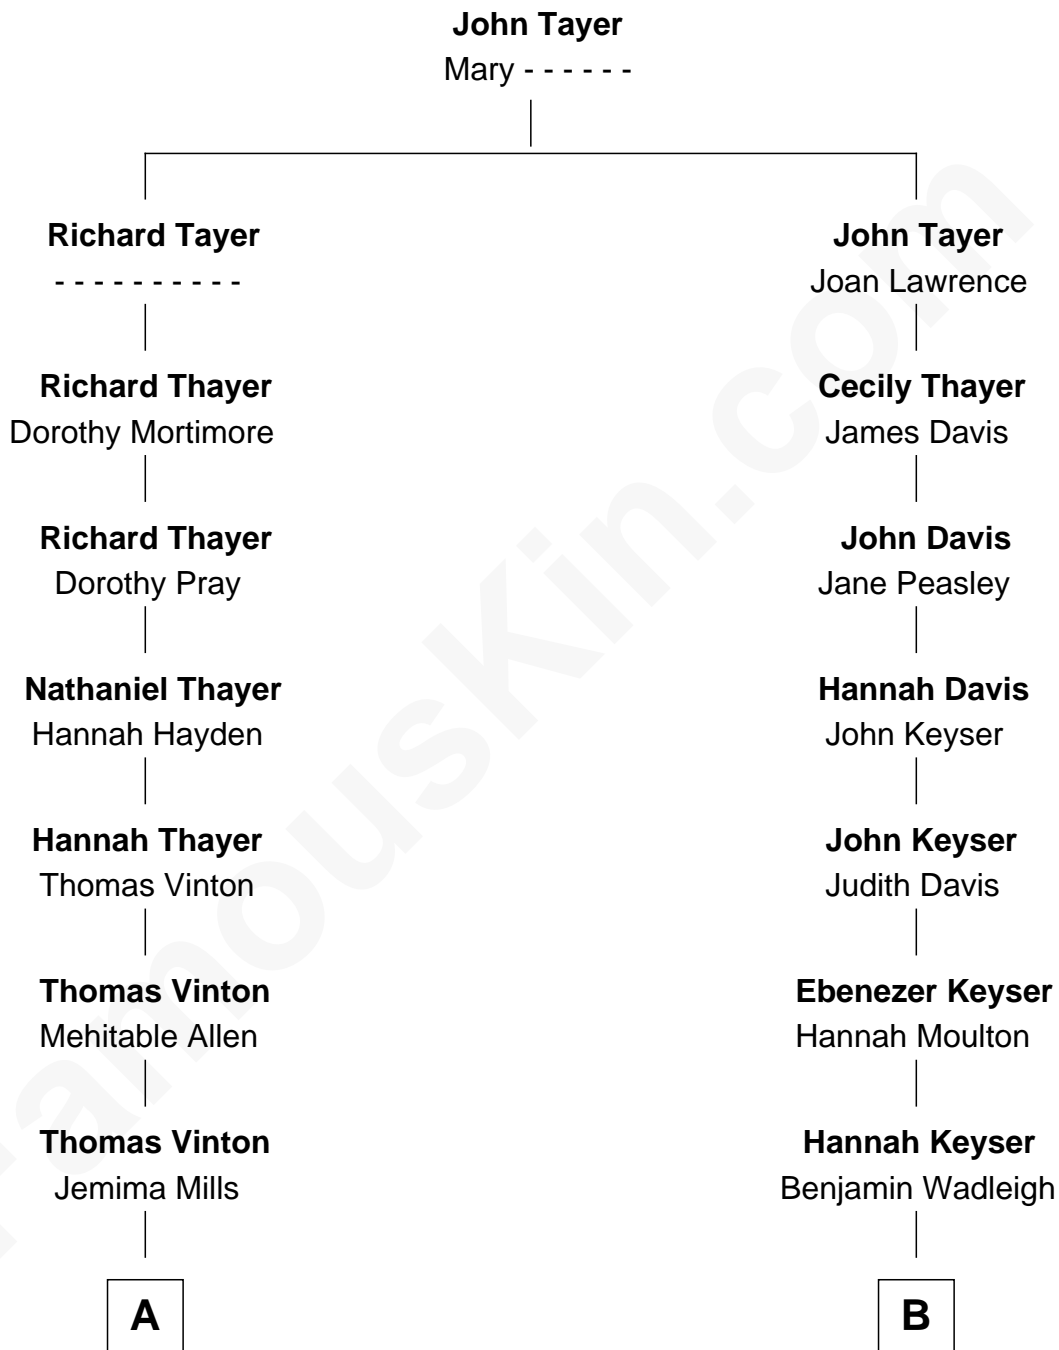 John Tayer
Mary - - - - - -
Richard Tayer
- - - - - - - - - -
John Tayer
Joan Lawrence
Richard Thayer
Dorothy Mortimore
Cecily Thayer
James Davis
Richard Thayer
Dorothy Pray
John Davis
Jane Peasley
Nathaniel Thayer
Hannah Hayden
Hannah Davis
John Keyser
Hannah Thayer
Thomas Vinton
John Keyser
Judith Davis
Thomas Vinton
Mehitable Allen
Ebenezer Keyser
Hannah Moulton
Thomas Vinton
Jemima Mills
Hannah Keyser
Benjamin Wadleigh
A
B
FamousKin.com